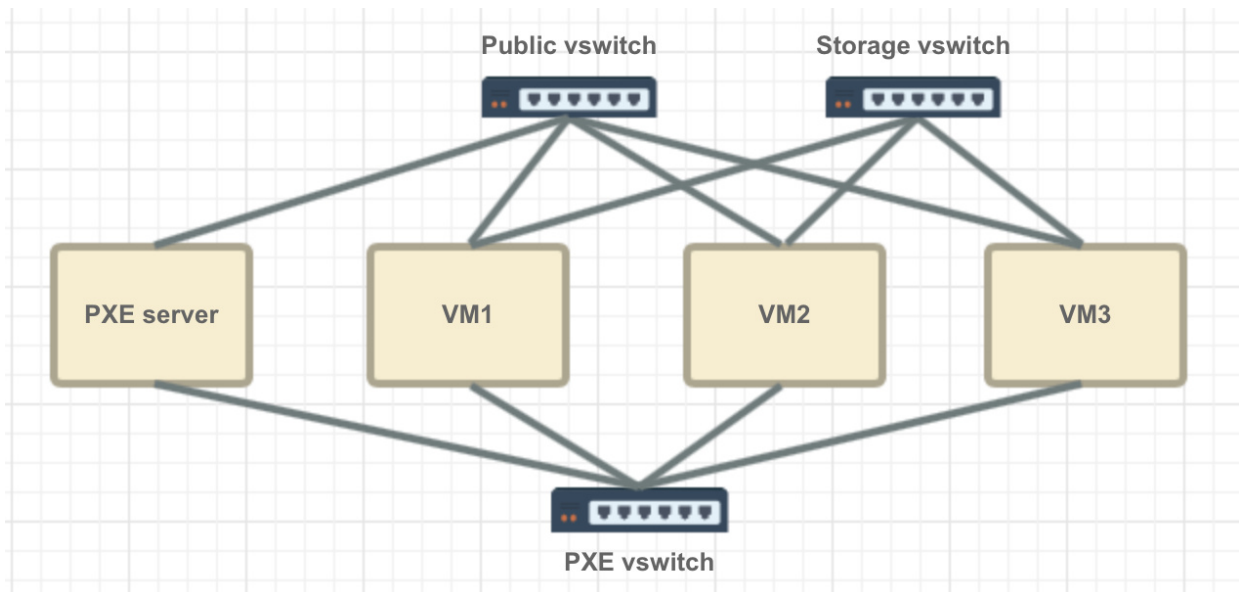 Public vswitch
Storage vswitch
PXE server
VM1
VM2
VM3
PXE vswitch